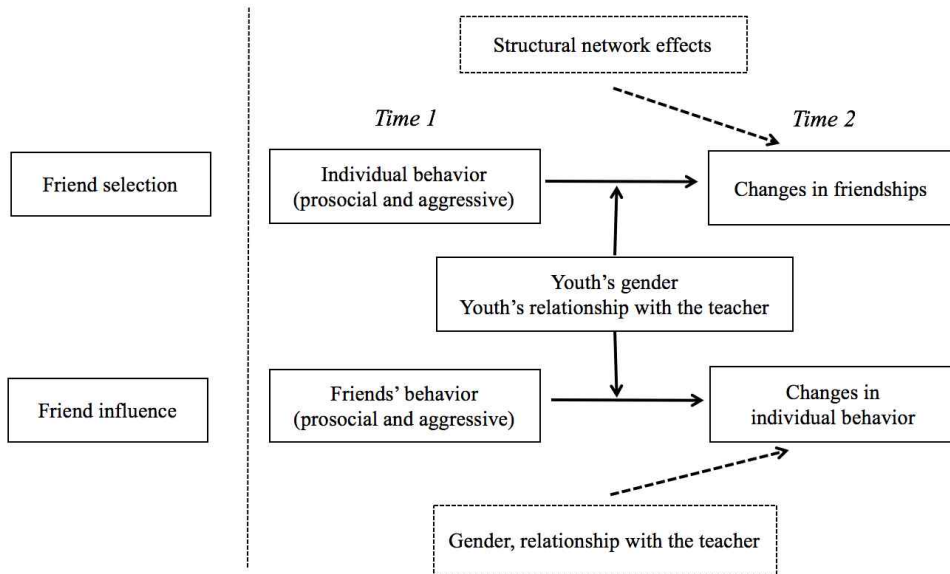 Structural network effects
Time 1
Time 2
Friend selection
Individual behavior
(prosocial and aggressive)
Changes in friendships
Youth’s gender
Youth’s relationship with the teacher
Friend influence
Friends’ behavior
(prosocial and aggressive)
Changes in
individual behavior
Gender, relationship with the teacher